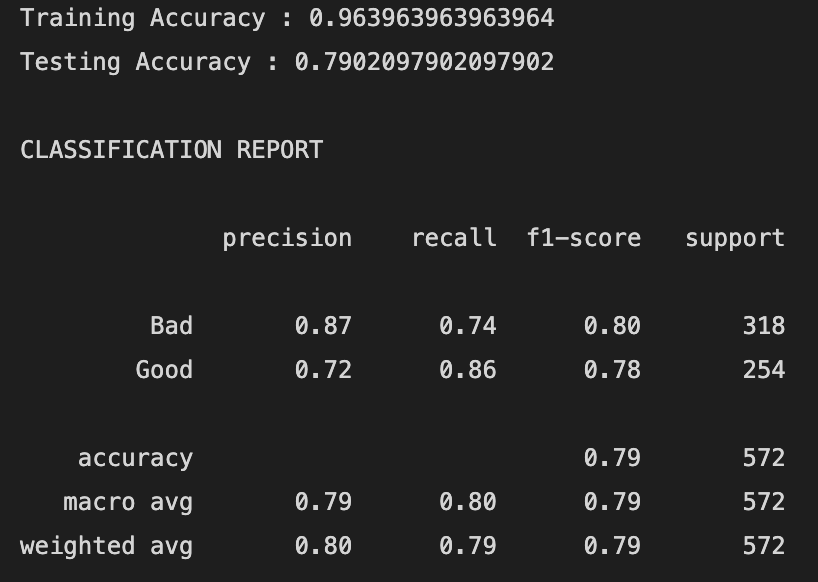 Training Accuracy : 0.963963963963964
Testing Accuracy : 0.7902097902097902
CLASSIFICATION REPORT
precision recall f1-score support
Bad 0.87 0.74 0.80 318
Good 0.72 0.86 0.78 254
accuracy 0.79 572
macro avg 0.79 0.80 0.79 572
weighted avg 0.80 0.79 0.79 572